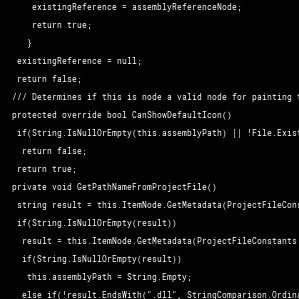 existingReference = assemblyReferenceNode;
return true;
}
existingReference = null;
return false;
/// Determines if this is node a valid node for painting
protected override bool CanShowDefaultIcon()
if(String.IsNullOrEmpty(this.assemblyPath) || !File.Exist
return false;
return true;
private void GetPathNameFromProjectFile()
string result = this.ItemNode.GetMetadata(ProjectFileCons
if(String.IsNullOrEmpty(result))
result = this.ItemNode.GetMetadata(ProjectFileConstants
if(String.IsNullOrEmpty(result))
this.assemblyPath = String.Empty;
else if(!result.EndsWith(".dll", StringComparison.Ordina